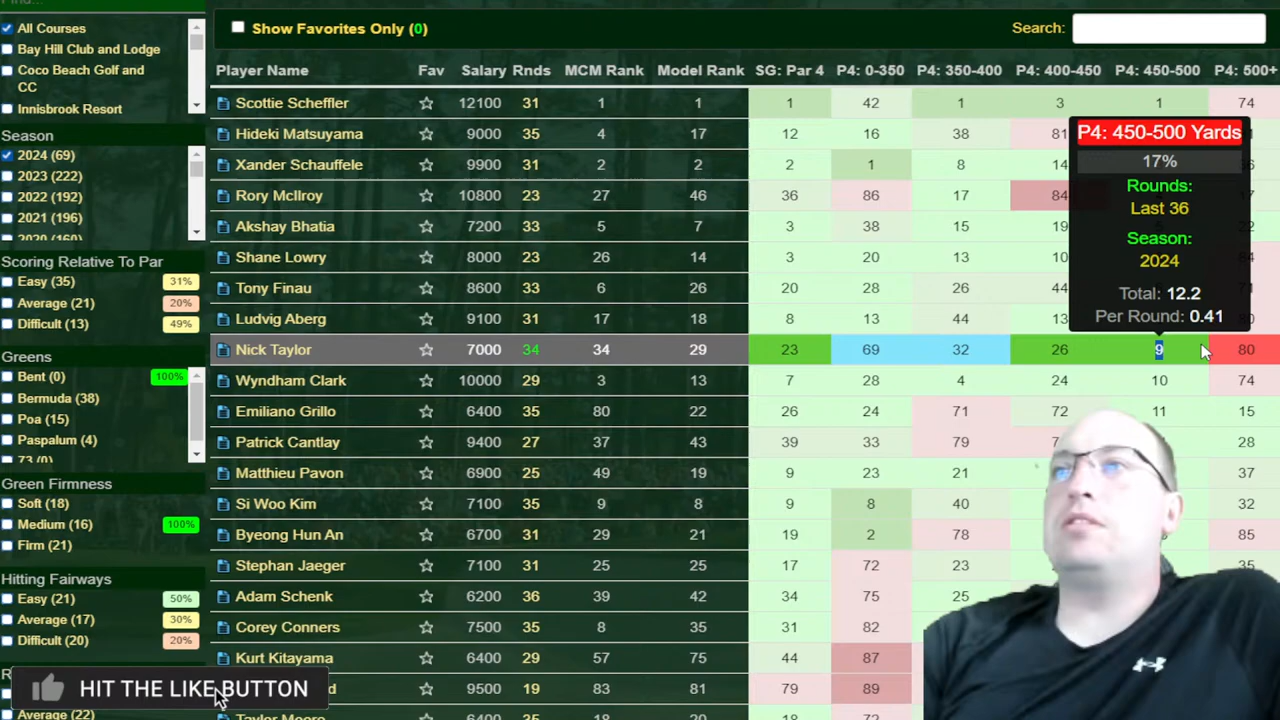 Show Favorites Only (0)
Search:
All Courses
Bay Hill Club and Lodge
Coco Beach Golf and
CC
Innisbrook Resort
Season
2024 (69)
2023 (222)
2022 (192)
2021 (196)
2020 (160)
Scoring Relative To Par
Easy (35) 31%
Average (21) 20%
Difficult (13) 49%
Greens
Bent (0) 100%
Bermuda (38)
Poa (15)
Paspalum (4)
Green Firmness
Soft (18)
Medium (16) 100%
Firm (21)
Hitting Fairways
Easy (21) 50%
Average (17) 30%
Difficult (20) 20%
Average (22)
HIT THE LIKE BUTTON
Player Name Fav Salary Rnds MCM Rank Model Rank SG: Par 4 P4: 0-350 P4: 350-400 P4: 400-450 P4: 450-500 P4: 500+
Scottie Scheffler 12100 31 1 1 1 42 1 3 1 74
Hideki Matsuyama 9000 35 4 17 12 16 38 81
Xander Schauffele 9900 31 2 2 2 1 8 14
Rory McIlroy 10800 23 27 46 36 86 17 84
Akshay Bhatia 7200 33 5 7 3 38 15 19
Shane Lowry 8000 23 26 14 3 20 13 10
Tony Finau 8600 33 6 26 20 28 26 44
Ludvig Aberg 9100 31 17 18 8 13 44 13
Nick Taylor 7000 34 34 29 23 69 32 26 9 80
Wyndham Clark 10000 29 3 13 7 28 4 24 10 74
Emiliano Grillo 6400 35 80 22 26 24 71 72 11 15
Patrick Cantlay 9400 27 37 43 39 33 79 28
Matthieu Pavon 6900 25 49 19 9 23 21 37
Si Woo Kim 7100 35 9 8 9 8 40 32
Byeong Hun An 6700 31 29 21 19 2 78 85
Stephan Jaeger 7100 31 25 25 17 72 23 35
Adam Schenk 6200 36 39 42 34 75 25
Corey Conners 7500 35 8 35 31 82
Kurt Kitayama 6400 29 57 75 44 87
9500 19 83 81 79 89
Taylor Moore 6400 35 18 20 18 72
P4: 450-500 Yards
17%
Rounds:
Last 36
Season:
2024
Total: 12.2
Per Round: 0.41